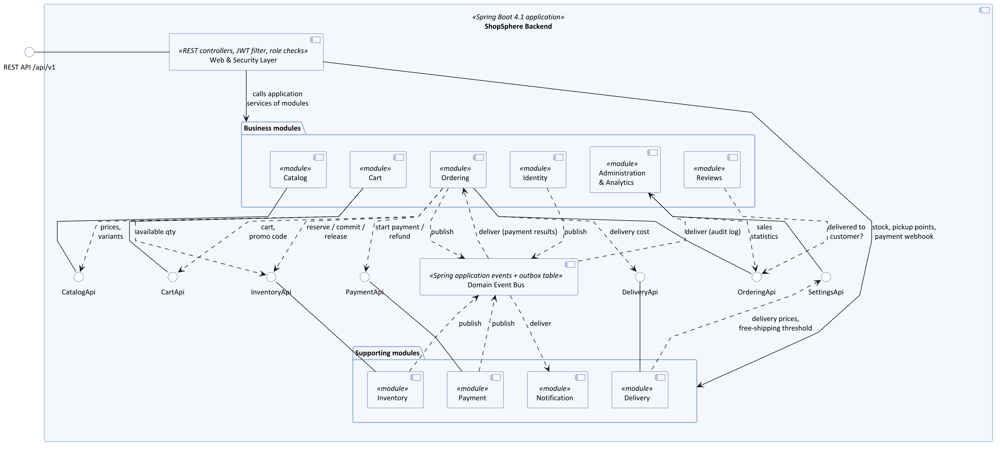 «Spring Boot 4.1 application»
ShopSphere Backend
«REST controllers, JWT filter, role checks»
Web & Security Layer
REST API /api/v1
calls application
services of modules
Business modules
«module»
Catalog
«module»
Cart
«module»
Ordering
«module»
Identity
«module»
Administration
& Analytics
«module»
Reviews
prices,
variants
available qty
cart,
promo code
reserve / commit /
release
start payment /
refund
publish
deliver (payment results)
publish
delivery cost
deliver (audit log)
sales
statistics
delivered to
customer?
stock, pickup points,
payment webhook
CatalogApi
CartApi
InventoryApi
PaymentApi
«Spring application events + outbox table»
Domain Event Bus
DeliveryApi
OrderingApi
SettingsApi
publish
publish
deliver
delivery prices,
free-shipping threshold
Supporting modules
«module»
Inventory
«module»
Payment
«module»
Notification
«module»
Delivery